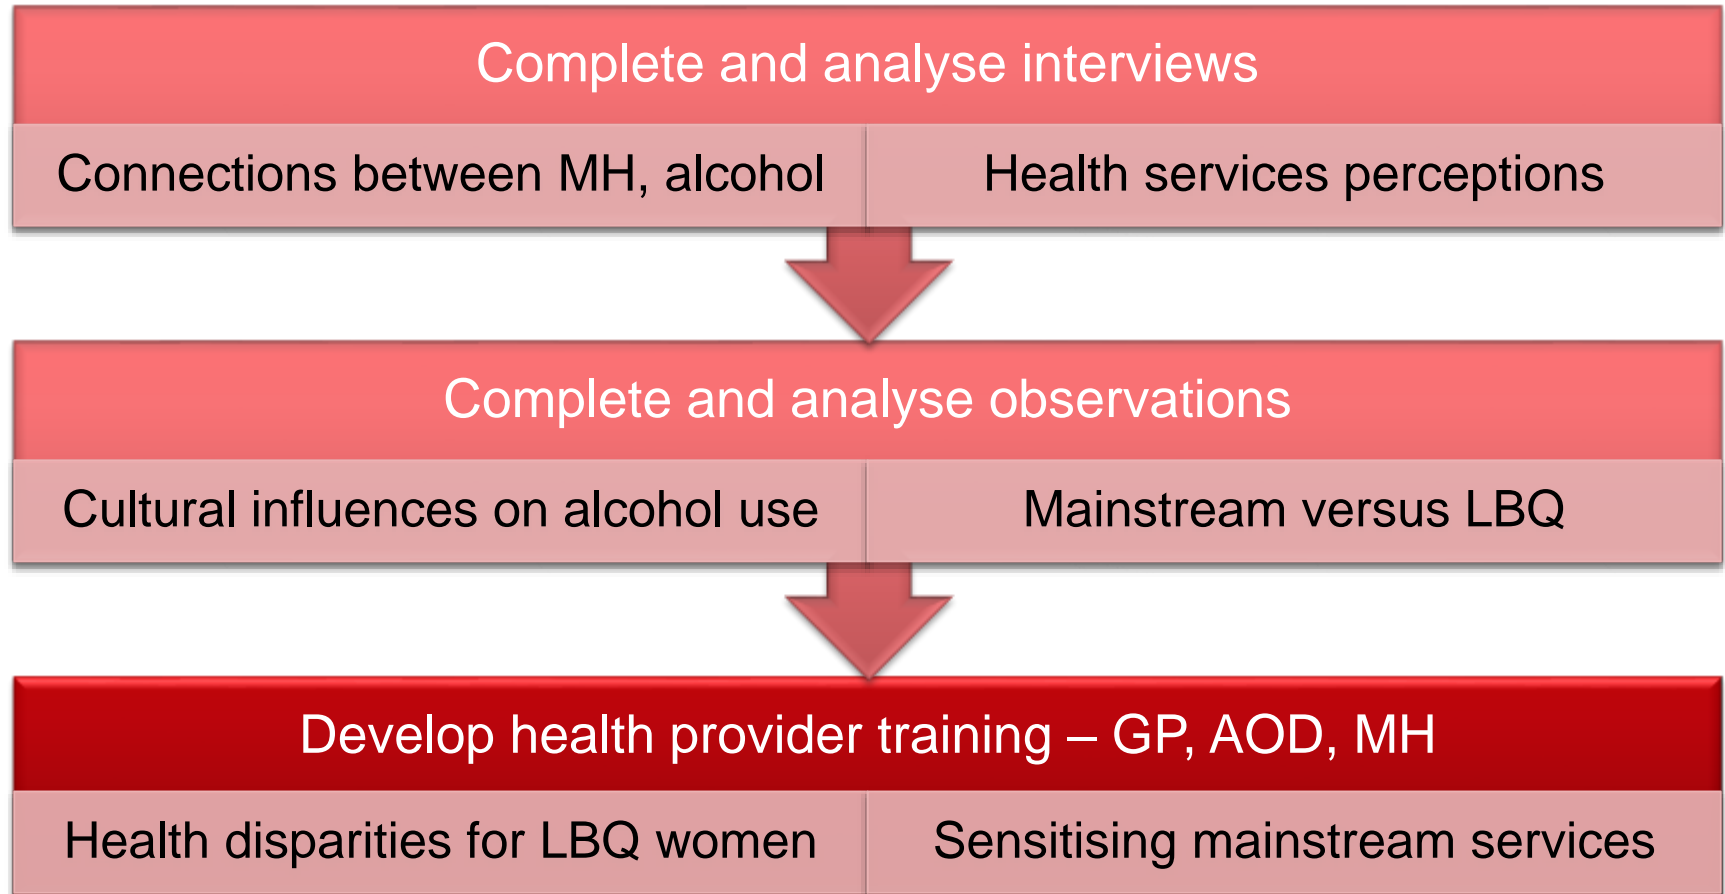 Complete and analyse interviews
Connections between MH, alcohol
Health services perceptions
Complete and analyse observations
Cultural influences on alcohol use
Mainstream versus LBQ
Develop health provider training – GP, AOD, MH
Health disparities for LBQ women
Sensitising mainstream services